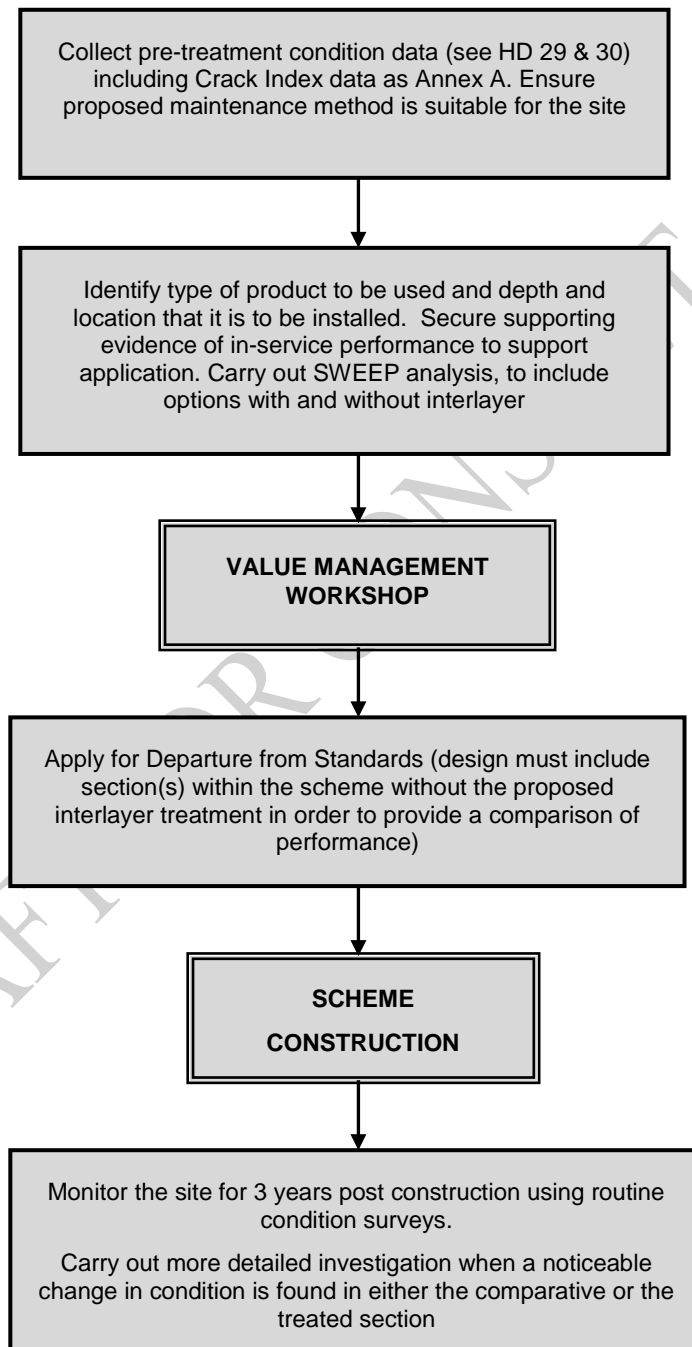 Collect pre-treatment condition data (see HD 29 & 30)
including Crack Index data as Annex A. Ensure
proposed maintenance method is suitable for the site
Identify type of product to be used and depth and
location that it is to be installed.  Secure supporting
evidence of in-service performance to support
application. Carry out SWEEP analysis, to include
options with and without interlayer
VALUE MANAGEMENT
WORKSHOP
Apply for Departure from Standards (design must include
section(s) within the scheme without the proposed
interlayer treatment in order to provide a comparison of
performance)
SCHEME
CONSTRUCTION
Monitor the site for 3 years post construction using routine
condition surveys.
Carry out more detailed investigation when a noticeable
change in condition is found in either the comparative or the
treated section